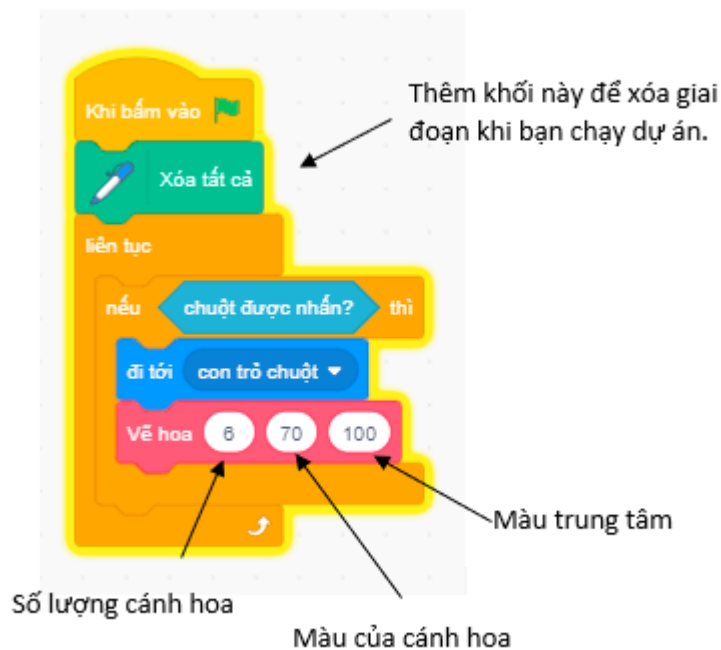 Khi bấm vào
Thêm khối này để xóa giai
đoạn khi bạn chạy dự án.
Xóa tất cả
liên tục
nếu chuột được nhấn? thì
đi tới con trỏ chuột
Vẽ hoa 6 70 100
Màu trung tâm
Số lượng cánh hoa
Màu của cánh hoa